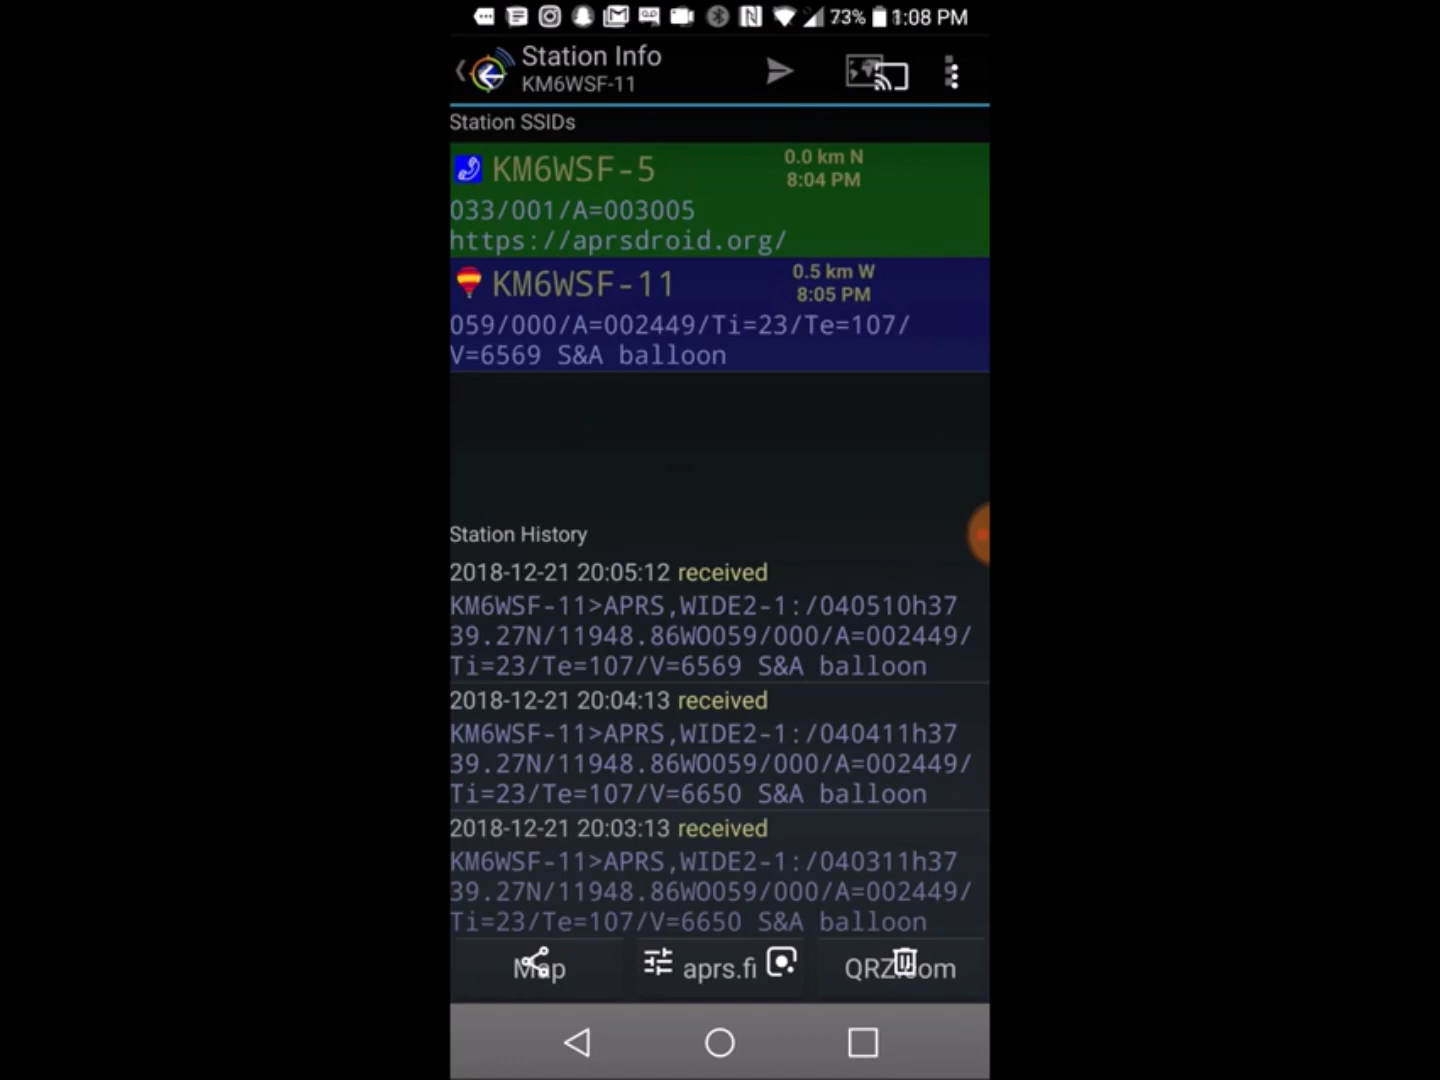 73% 1:08 PM
Station Info
KM6WSF-11
Station SSIDs
KM6WSF-5
0.0 km N
8:04 PM
033/001/A=003005
https://aprsdroid.org/
KM6WSF-11
0.5 km W
8:05 PM
059/000/A=002449/Ti=23/Te=107/
V=6569 S&A balloon
Station History
2018-12-21 20:05:12 received
KM6WSF-11>APRS,WIDE2-1:/040510h37
39.27N/11948.86WO059/000/A=002449/
Ti=23/Te=107/V=6569 S&A balloon
2018-12-21 20:04:13 received
KM6WSF-11>APRS,WIDE2-1:/040411h37
39.27N/11948.86WO059/000/A=002449/
Ti=23/Te=107/V=6650 S&A balloon
2018-12-21 20:03:13 received
KM6WSF-11>APRS,WIDE2-1:/040311h37
39.27N/11948.86WO059/000/A=002449/
Ti=23/Te=107/V=6650 S&A balloon
Map aprs.fi QRZ.com